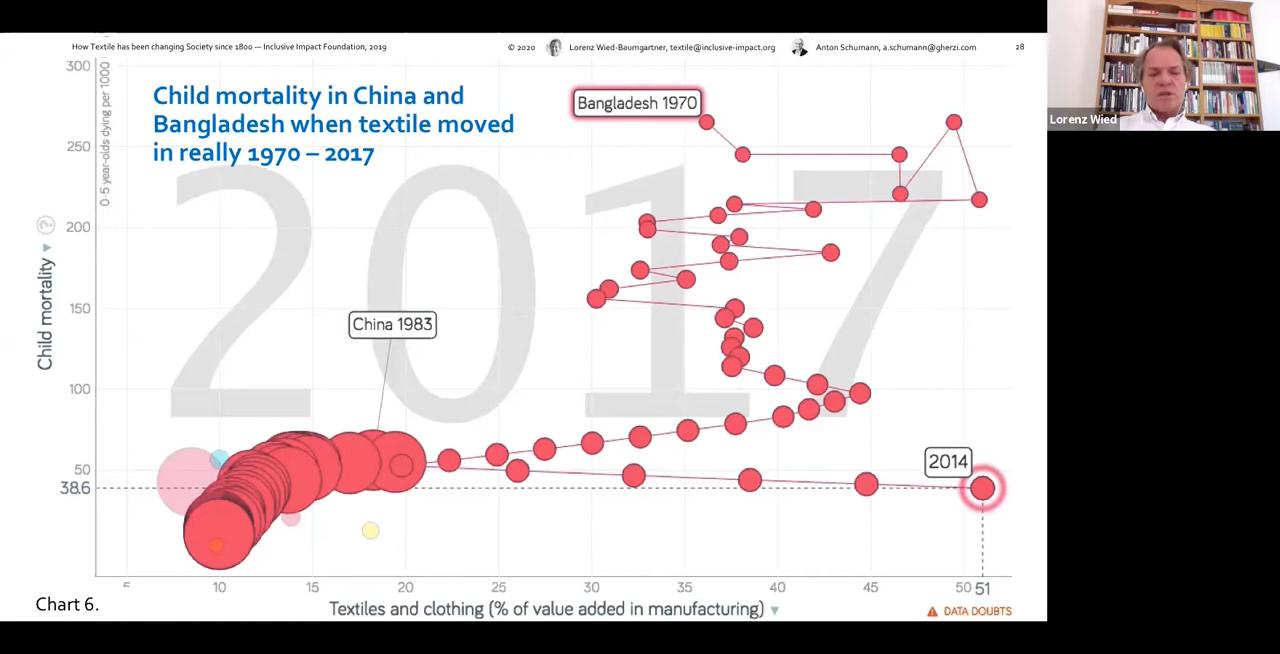 How Textile has been changing Society since 1800 — Inclusive Impact Foundation, 2019
© 2020 Lorenz Wied-Baumgartner, textile@inclusive-impact.org Anton Schumann, a.schumann@gherzi.com 28
Lorenz Wied
Child mortality in China and
Bangladesh when textile moved
in really 1970 – 2017
2017
Bangladesh 1970
China 1983
2014
Child mortality
?
0-5 year-olds dying per 1000
300
250
200
150
100
50
38.6
5 10 15 20 25 30 35 40 45 50 51
Textiles and clothing (% of value added in manufacturing)
DATA DOUBTS
Chart 6.